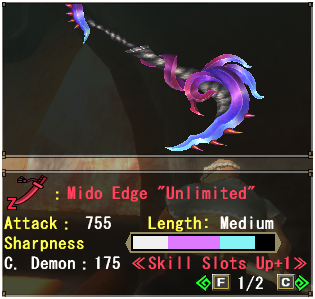 Z : Mido Edge "Unlimited"
Attack : 755 Length: Medium
Sharpness
C. Demon : 175 ≪Skill Slots Up+1≫
F 1/2 C